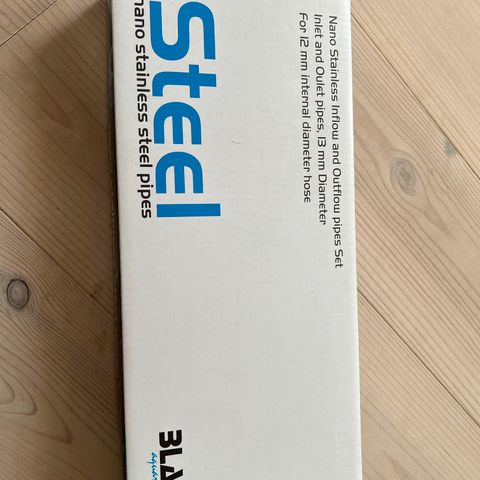 Steel
nano stainless steel pipes
Nano Stainless Inflow and Outflow pipes Set
Inlet and Oulet pipes, 13 mm Diameter
For 12 mm internal diameter hose
BLA
aquar